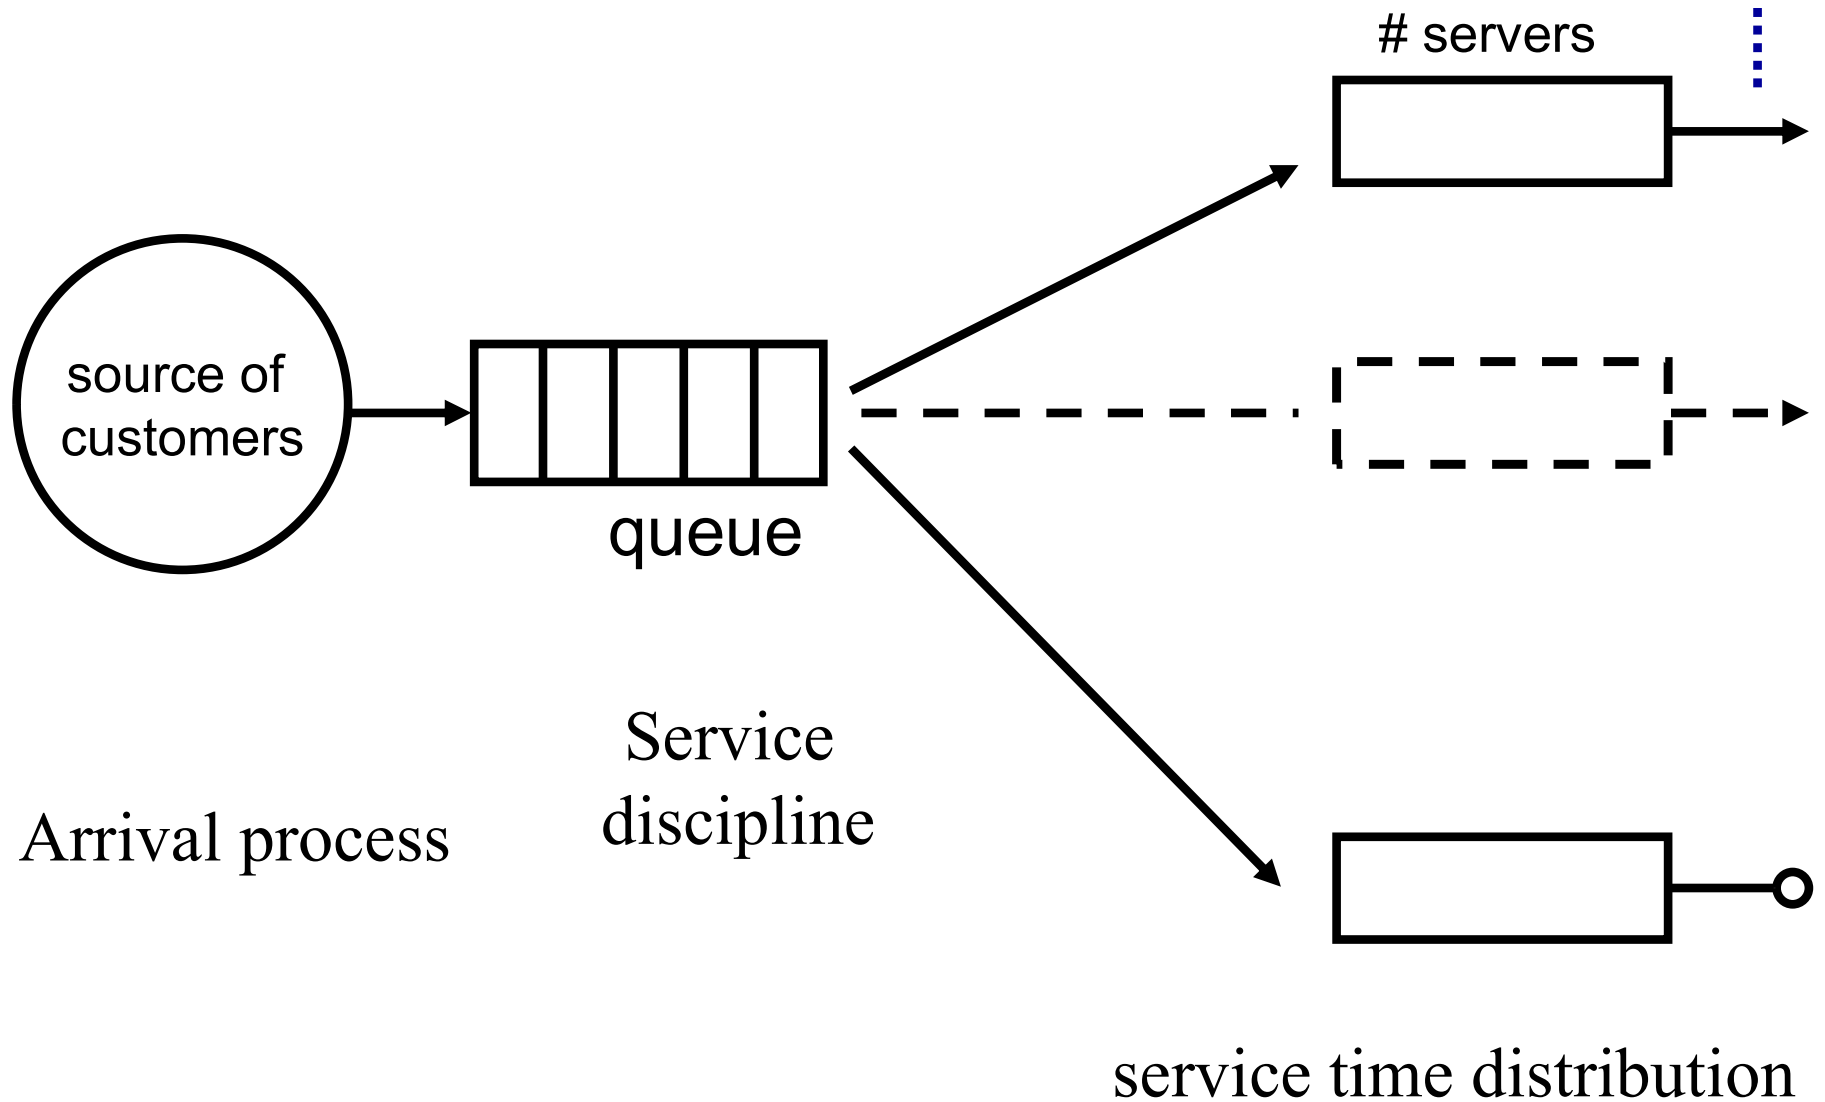 # servers
source of
customers
queue
Service
discipline
Arrival process
service time distribution